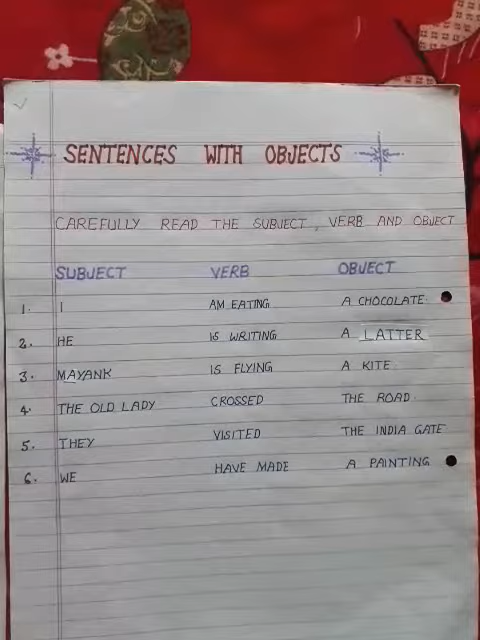 SENTENCES WITH OBJECTS
CAREFULLY READ THE SUBJECT, VERB AND OBJECT
SUBJECT VERB OBJECT
1. I AM EATING A CHOCOLATE
2. HE IS WRITING A LATTER
3. MAYANK IS FLYING A KITE
4. THE OLD LADY CROSSED THE ROAD
5. THEY VISITED THE INDIA GATE
6. WE HAVE MADE A PAINTING